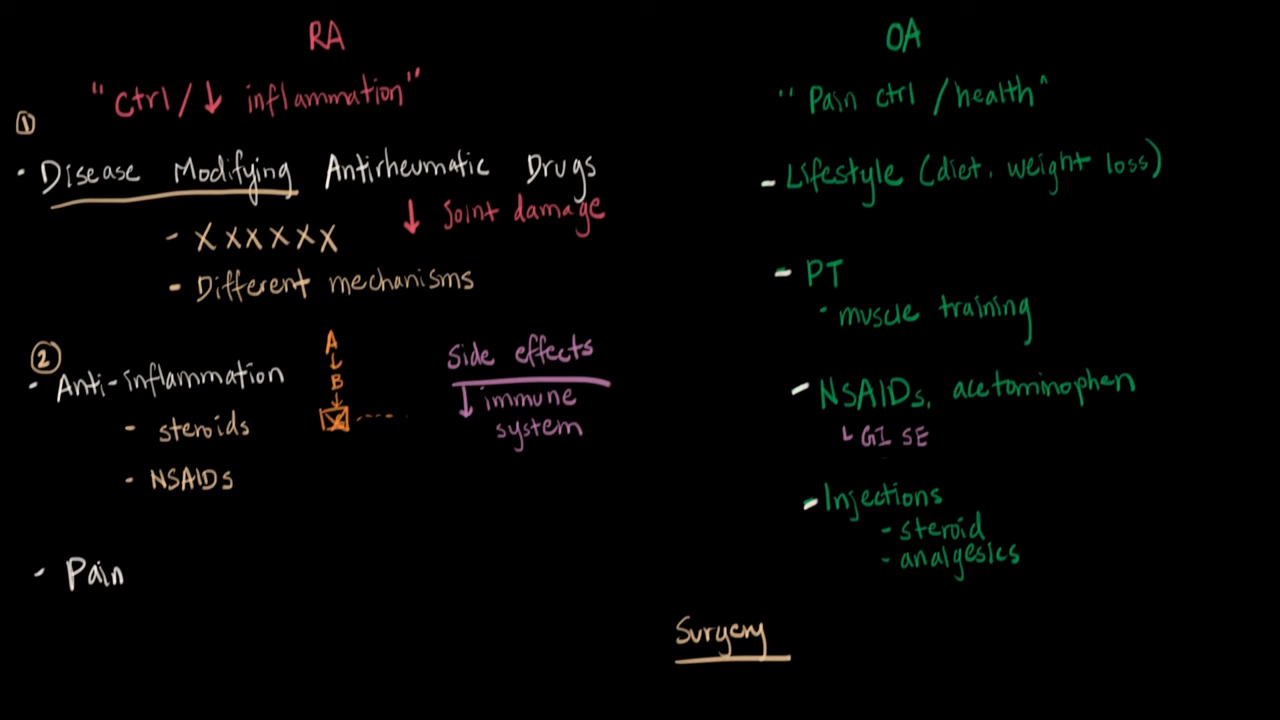 RA
"Ctrl/↓ inflammation"
①
· Disease Modifying Antirheumatic Drugs
↓ Joint damage
- XXXXXX
- Different mechanisms
②
· Anti-inflammation
- steroids
- NSAIDs
A
B
X
Side effects
↓ immune
system
· Pain
OA
"Pain ctrl/health"
- Lifestyle (diet, weight loss)
- PT
· muscle training
- NSAIDs, acetominophen
GI SE
- Injections
- steroid
- analgesics
Surgery